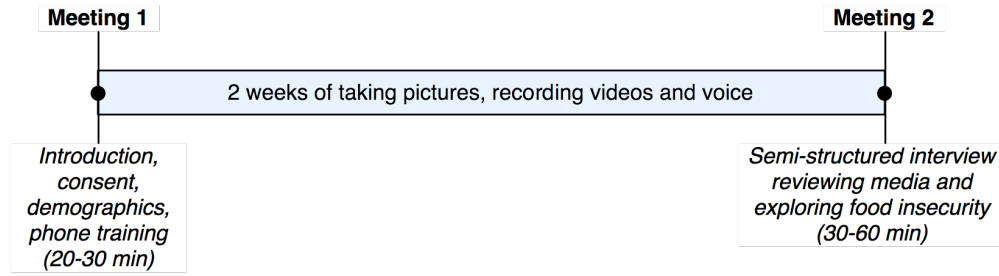 Meeting 1
Meeting 2
2 weeks of taking pictures, recording videos and voice
Introduction,
consent,
demographics,
phone training
(20-30 min)
Semi-structured interview
reviewing media and
exploring food insecurity
(30-60 min)